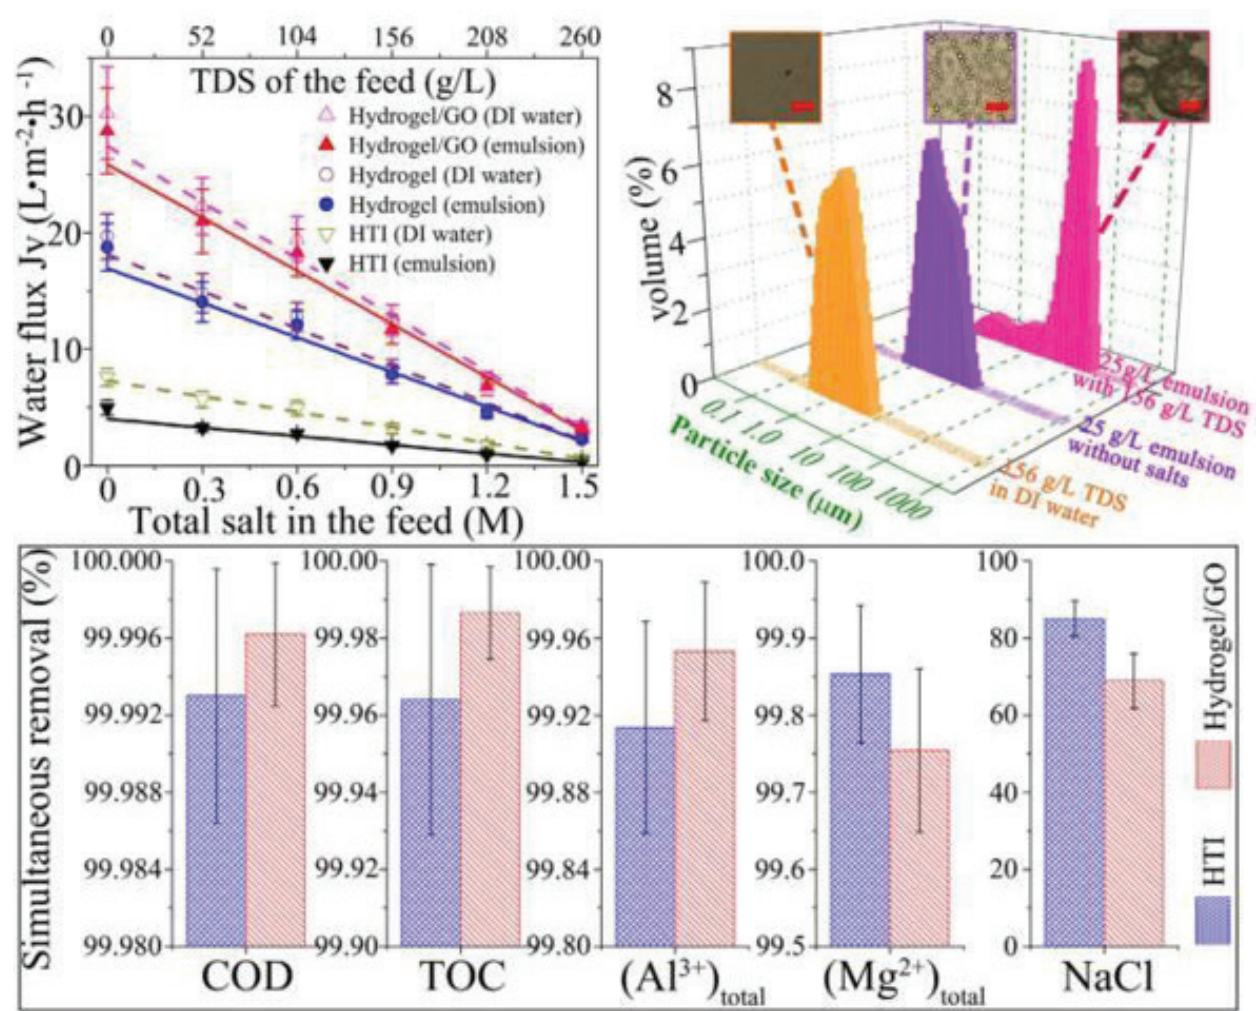 0 52 104 156 208 260
TDS of the feed (g/L)
Water flux Jv (L•m⁻²•h⁻¹)
30
20
10
0
Hydrogel/GO (DI water)
Hydrogel/GO (emulsion)
Hydrogel (DI water)
Hydrogel (emulsion)
HTI (DI water)
HTI (emulsion)
0 0.3 0.6 0.9 1.2 1.5
Total salt in the feed (M)
volume (%)
8
6
4
2
0
0.1 1.0 10 100 1000
Particle size (μm)
25g/L emulsion
with 156 g/L TDS
25 g/L emulsion
without salts
156 g/L TDS
in DI water
Simultaneous removal (%)
100.000 100.00 100.00 100.0 100
99.996 99.98 99.96 99.9 80
99.992 99.96 99.92 99.8 60
99.988 99.94 99.88 99.7 40
99.984 99.92 99.84 99.6 20
99.980 99.90 99.80 99.5 0
COD TOC (Al³⁺)total (Mg²⁺)total NaCl
Hydrogel/GO
HTI